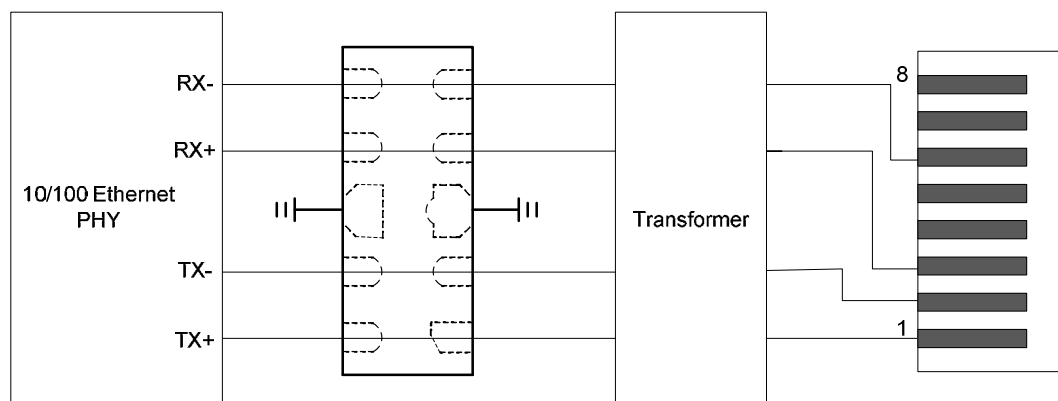 RX-
RX+
10/100 Ethernet
PHY
TX-
TX+
Transformer
8
1